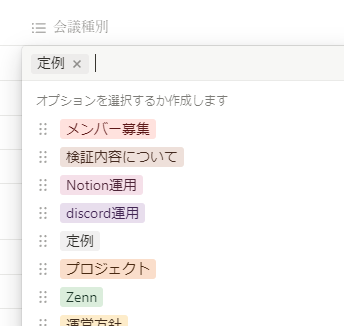 会議種別
定例 ×
オプションを選択するか作成します
メンバー募集
検証内容について
Notion運用
discord運用
定例
プロジェクト
Zenn
運営方針